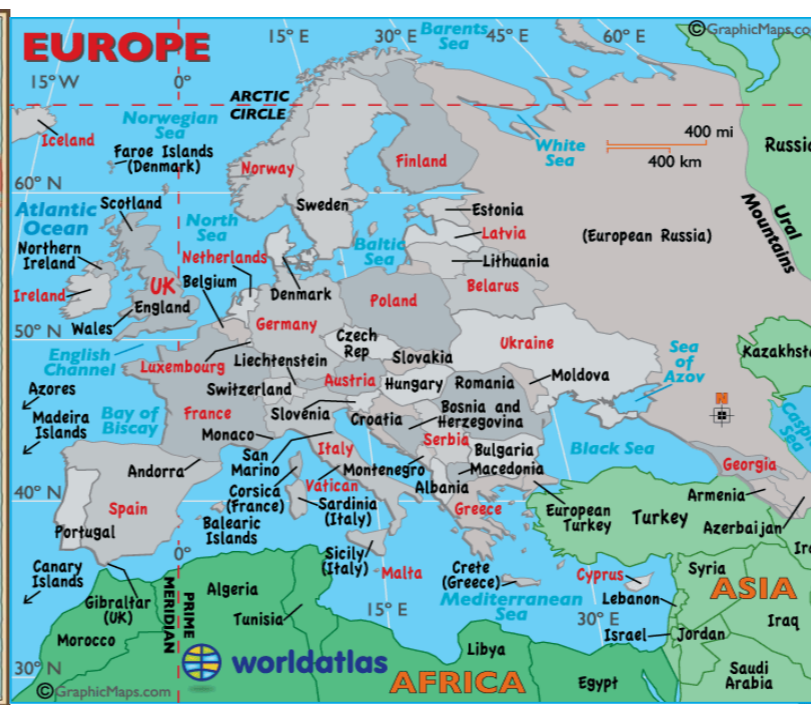 EUROPE
©GraphicMaps.co
15° W
0°
15 E
30 E
45 E
60° E
Barents
Sea
ARCTIC
CIRCLE
Norwegian
Sea
Iceland
Faroe Islands
(Denmark)
Norway
Finland
White
Sea
400 mi
400 km
Russia
60° N
Scotland
Sweden
Atlantic
Ocean
North
Sea
Estonia
Latvia
(European Russia)
Ural
Mountains
Northern
Ireland
Netherlands
Baltic
Sea
Lithuania
Ireland
UK
Belgium
Belarus
England
Denmark
Poland
Wales
Germany
50° N
English
Channel
Luxembourg
Czech
Rep
Ukraine
Sea
of
Azov
Kazakhst
Liechtenstein
Slovakia
Azores
Switzerland
Austria
Hungary
Romania
Moldova
Madeira
Islands
Bay of
Biscay
France
Slovenia
Croatia
Bosnia and
Herzegovina
N
Casp
Sea
Monaco
Italy
Serbia
Bulgaria
Black Sea
Andorra
San
Marino
Montenegro
Macedonia
Georgia
40° N
Spain
Corsica
(France)
Vatican
Albania
Armenia
Sardinia
(Italy)
Greece
European
Turkey
Turkey
Azerbaijan
Portugal
Balearic
Islands
Ira
0°
Sicily
(Italy)
Malta
Crete
(Greece)
Cyprus
Syria
ASIA
Canary
Islands
Gibraltar
(UK)
PRIME
MERIDIAN
Algeria
Mediterranean
Sea
Lebanon
Tunisia
15° E
30° E
Israel
Jordan
Iraq
Morocco
worldatlas
Libya
30° N
AFRICA
Egypt
Saudi
Arabia
©GraphicMaps.com